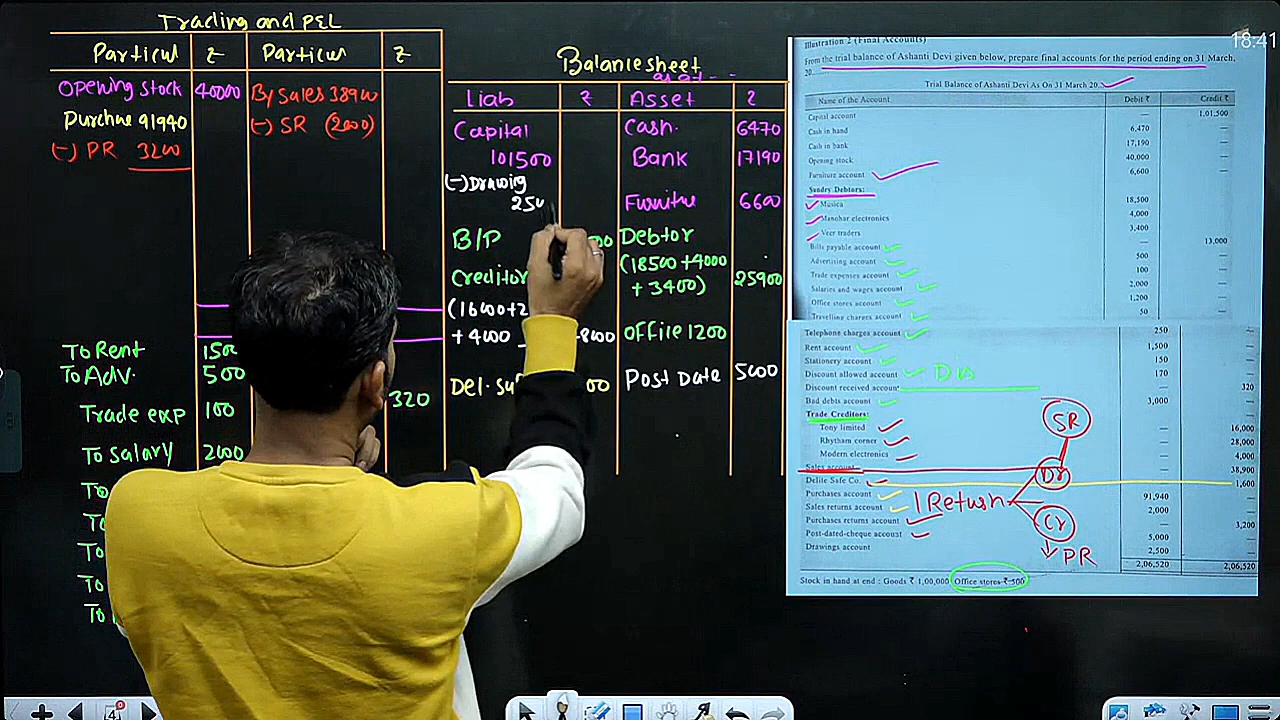 Trading and P&L
Particul ₹ Particus ₹
Opening stock 40000 By Sales 38900
Purchase 91940 (-) SR (2000)
(-) PR 3200
To Rent
To Adv. 500
320
Trade exp 100
To Salary 2000
To
To
To
To
Balancesheet
as at - - -
Liab ₹ Asset ₹
Capital Cash. 6470
101500 Bank 17190
(-) Drawing
Furnitue 6600
B/P Debtor
(18500 + 4000
Creditor + 3400) 25900
+ 4000 office 1200
Post Date 5000
18:41
Illustration 2 (Final Accounts)
From the trial balance of Ashanti Devi given below, prepare final accounts for the period ending on 31 March,
20...
Trial Balance of Ashanti Devi As On 31 March 20...
Name of the Account Debit ₹ Credit ₹
Capital account — 1,01,500
Cash in hand 6,470
Cash in bank 17,190
Opening stock 40,000
Furniture account 6,600
Sundry Debtors:
Musica 18,500
Manohar electronics 4,000
Veer traders 3,400
Bills payable account — 13,000
Advertising account 500
Trade expenses account 100
Salaries and wages account 2,000
Office stores account 1,200
Travelling charges account 50
Telephone charges account 250 —
Rent account 1,500 —
Stationery account 150 —
Discount allowed account 170 —
Dis
Discount received account — 320
Bad debts account 3,000 —
Trade Creditors:
Tony limited — 16,000
Rhytham corner — 28,000
Modern electronics — 4,000
Sales account — 38,900
Delite Safe Co. — 1,600
Purchases account 91,940 —
Sales returns account 2,000 —
Purchases returns account — 3,200
Post-dated-cheque account 5,000 —
Drawings account 2,500 —
2,06,520 2,06,520
Stock in hand at end : Goods ₹ 1,00,000 Office stores ₹ 500
SR
Dr
Return
Cr
PR
4